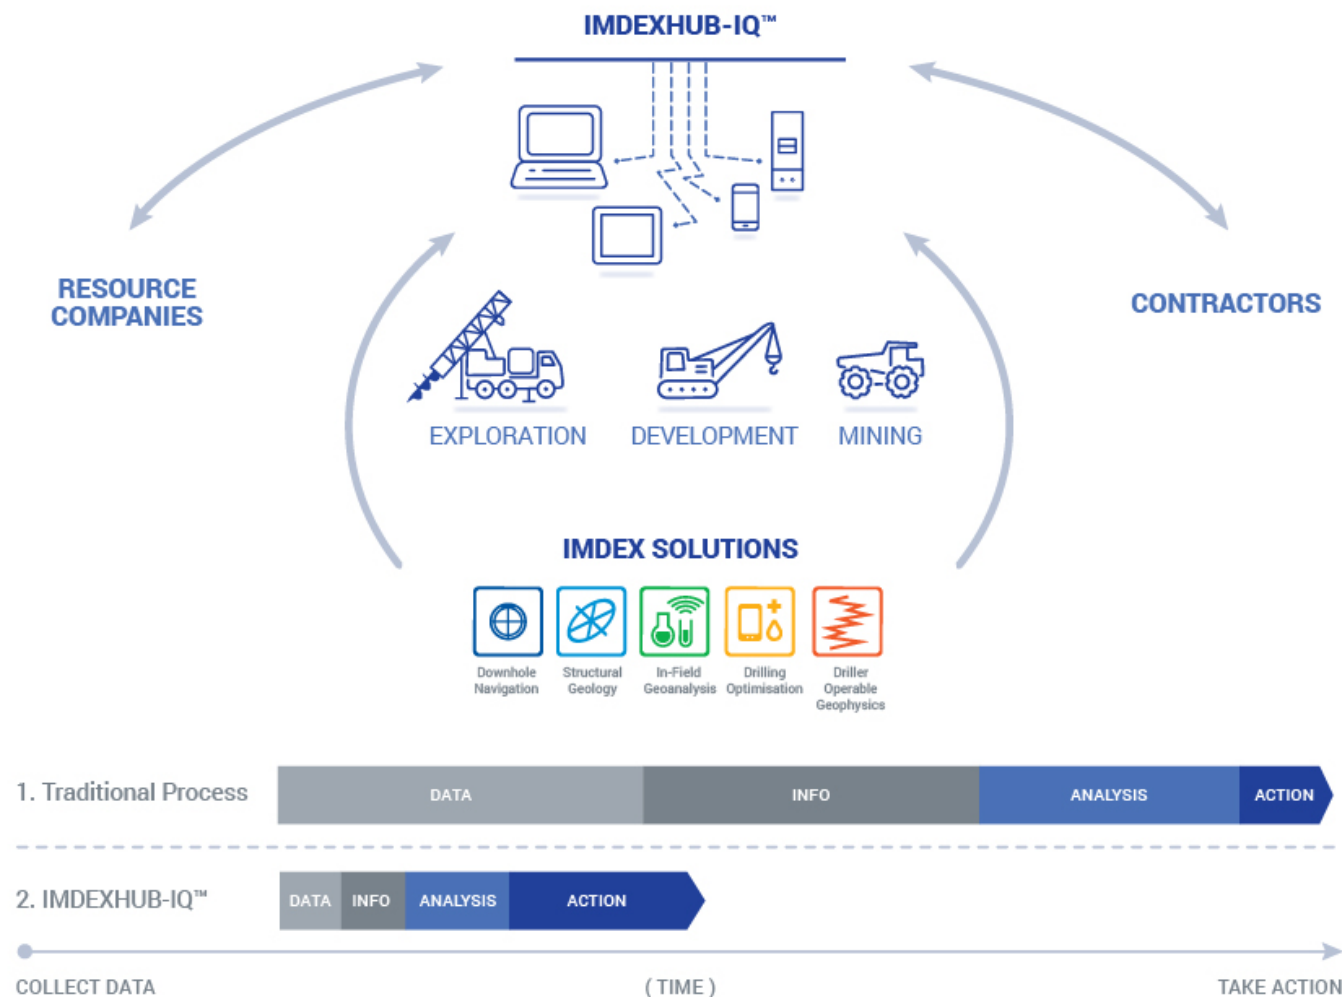 IMDEXHUB-IQ™
RESOURCE
COMPANIES
CONTRACTORS
EXPLORATION
DEVELOPMENT
MINING
IMDEX SOLUTIONS
Downhole
Navigation
Structural
Geology
In-Field
Geoanalysis
Drilling
Optimisation
Driller
Operable
Geophysics
1. Traditional Process
DATA
INFO
ANALYSIS
ACTION
2. IMDEXHUB-IQ™
DATA
INFO
ANALYSIS
ACTION
COLLECT DATA
( TIME )
TAKE ACTION